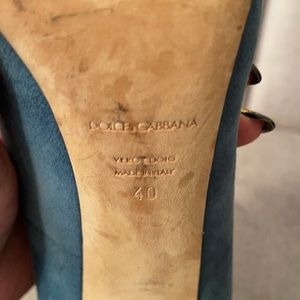 DOLCE & GABBANA
VERO CUOIO
MADE IN ITALY
40